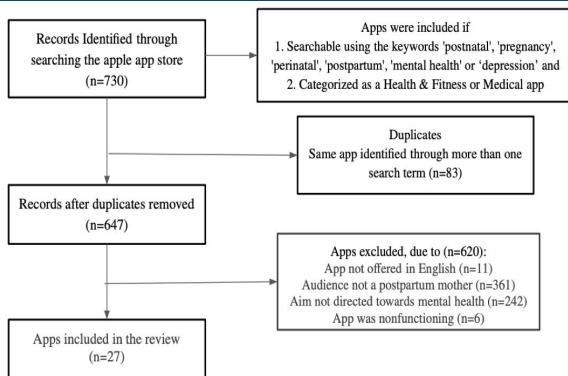 Records Identified through
searching the apple app store
(n=730)
Apps were included if
1. Searchable using the keywords 'postnatal', 'pregnancy',
'perinatal', 'postpartum', 'mental health' or ‘depression’ and
2. Categorized as a Health & Fitness or Medical app
Duplicates
Same app identified through more than one
search term (n=83)
Records after duplicates removed
(n=647)
Apps excluded, due to (n=620):
App not offered in English (n=11)
Audience not a postpartum mother (n=361)
Aim not directed towards mental health (n=242)
App was nonfunctioning (n=6)
Apps included in the review
(n=27)